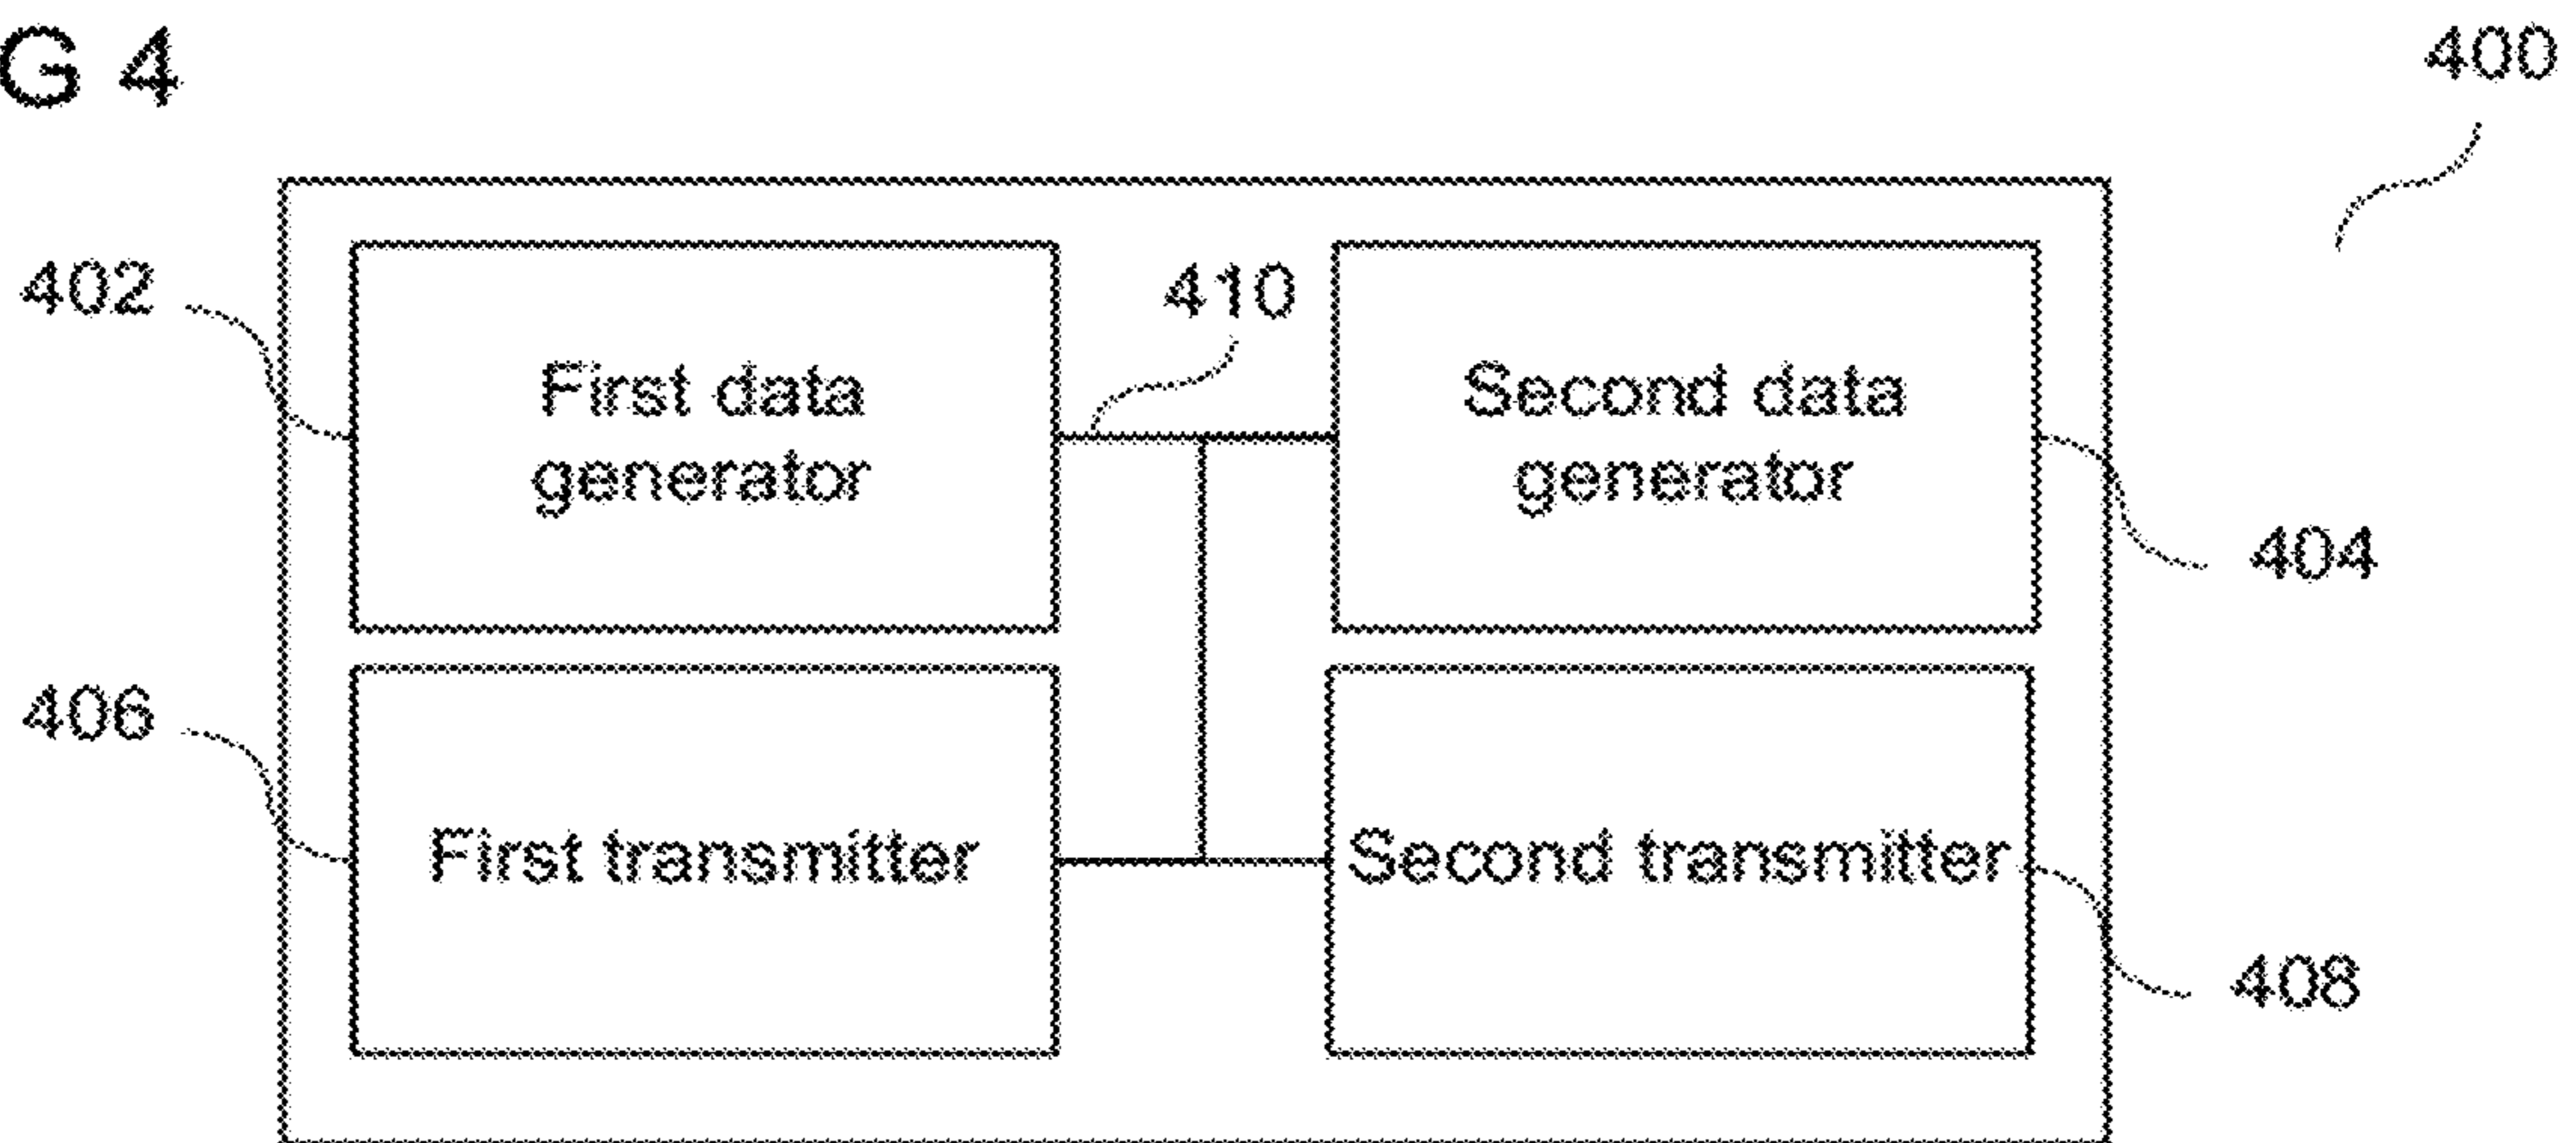 G 4
400
402
410
First data
generator
Second data
generator
404
406
First transmitter
Second transmitter
408